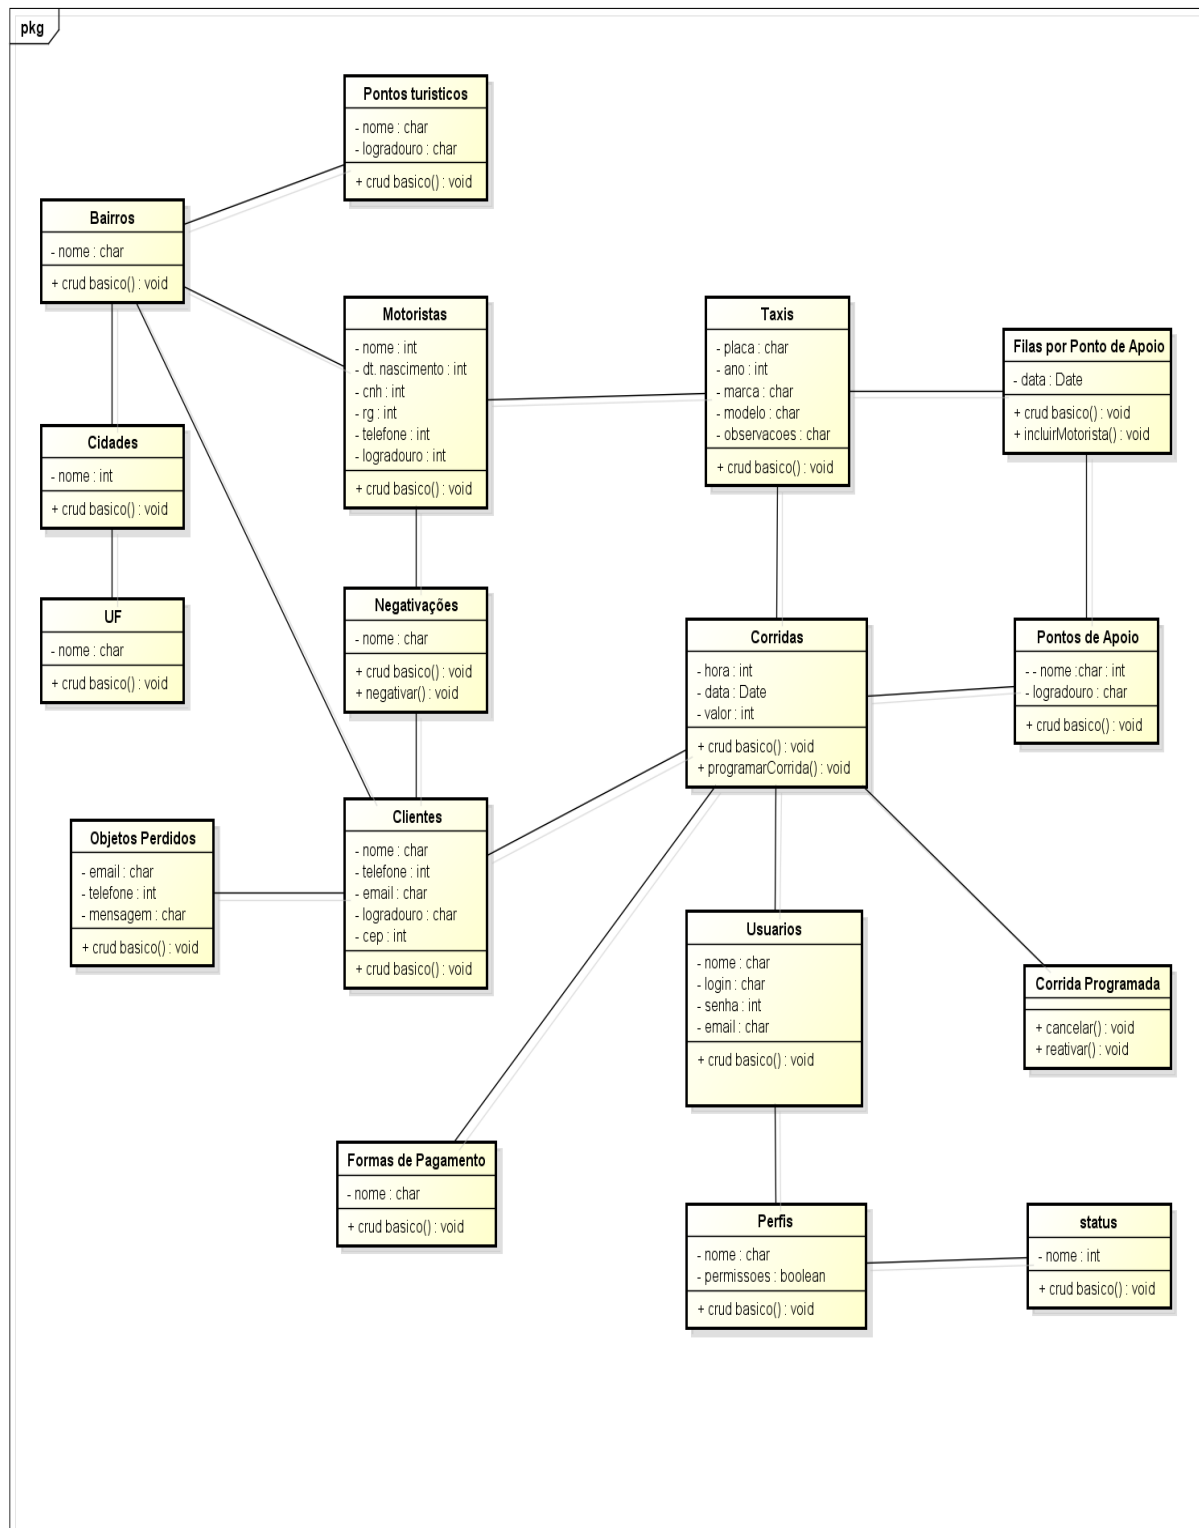 pkg
Pontos turisticos
- nome : char
- logradouro : char
+ crud basico() : void
Bairros
- nome : char
+ crud basico() : void
Motoristas
- nome : int
- dt. nascimento : int
- cnh : int
- rg : int
- telefone : int
- logradouro : int
+ crud basico() : void
Taxis
- placa : char
- ano : int
- marca : char
- modelo : char
- observacoes : char
+ crud basico() : void
Filas por Ponto de Apoio
- data : Date
+ crud basico() : void
+ incluirMotorista() : void
Cidades
- nome : int
+ crud basico() : void
UF
- nome : char
+ crud basico() : void
Negativações
- nome : char
+ crud basico() : void
+ negativar() : void
Corridas
- hora : int
- data : Date
- valor : int
+ crud basico() : void
+ programarCorrida() : void
Pontos de Apoio
- - nome :char : int
- logradouro : char
+ crud basico() : void
Objetos Perdidos
- email : char
- telefone : int
- mensagem : char
+ crud basico() : void
Clientes
- nome : char
- telefone : int
- email : char
- logradouro : char
- cep : int
+ crud basico() : void
Usuarios
- nome : char
- login : char
- senha : int
- email : char
+ crud basico() : void
Corrida Programada
+ cancelar() : void
+ reativar() : void
Formas de Pagamento
- nome : char
+ crud basico() : void
Perfis
- nome : char
- permissoes : boolean
+ crud basico() : void
status
- nome : int
+ crud basico() : void